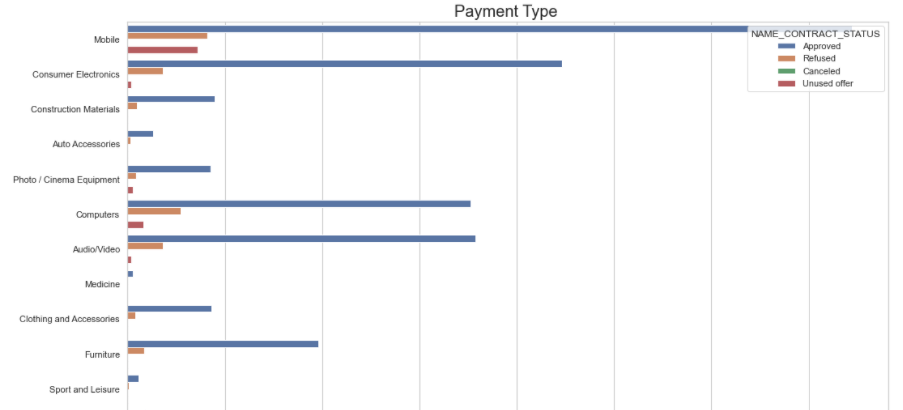 Payment Type
NAME_CONTRACT_STATUS
Approved
Refused
Canceled
Unused offer
Mobile
Consumer Electronics
Construction Materials
Auto Accessories
Photo / Cinema Equipment
Computers
Audio/Video
Medicine
Clothing and Accessories
Furniture
Sport and Leisure